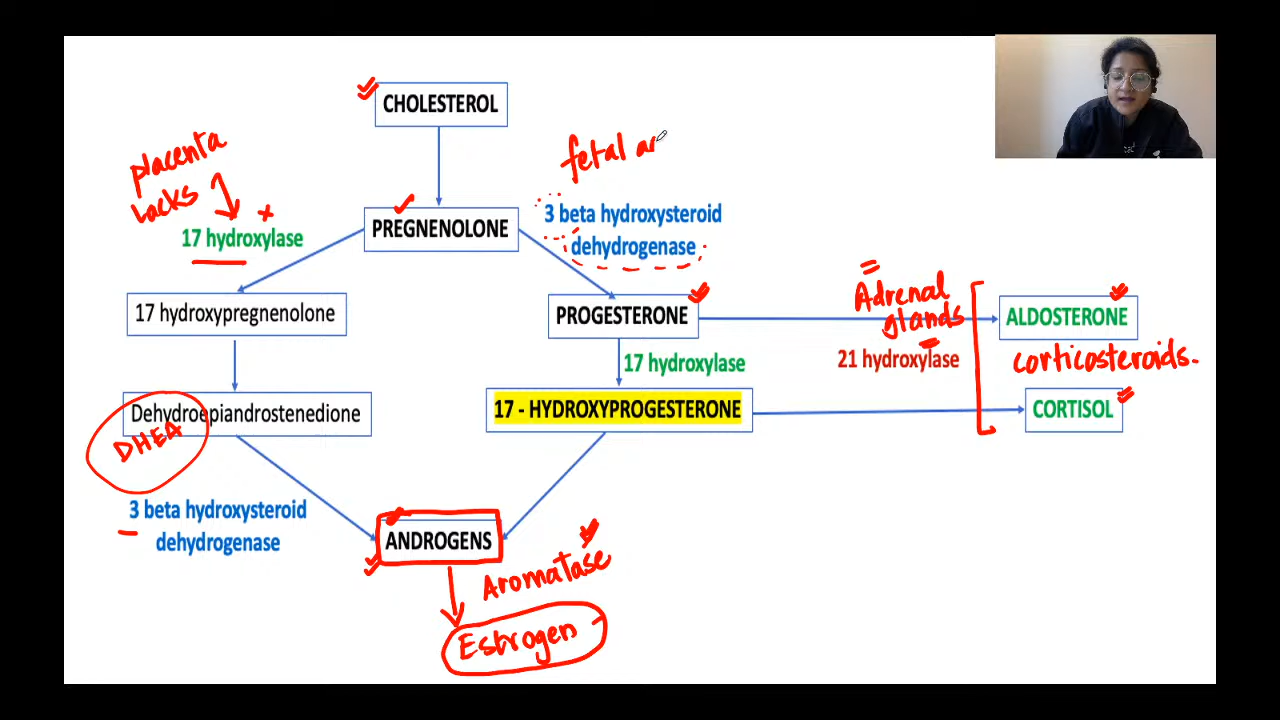 CHOLESTEROL
placenta
lacks
fetal
PREGNENOLONE
3 beta hydroxysteroid
dehydrogenase
17 hydroxylase
17 hydroxypregnenolone
PROGESTERONE
Adrenal
glands
ALDOSTERONE
17 hydroxylase
21 hydroxylase
corticosteroids.
Dehydroepiandrostenedione
DHEA
17 - HYDROXYPROGESTERONE
CORTISOL
3 beta hydroxysteroid
dehydrogenase
ANDROGENS
Aromatase
Estrogen